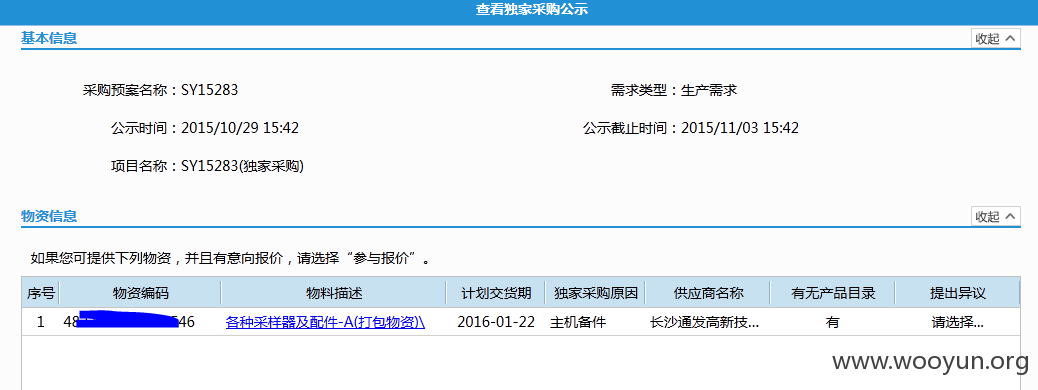 查看独家采购公示
基本信息 收起
采购预案名称：SY15283 需求类型：生产需求
公示时间：2015/10/29 15:42 公示截止时间：2015/11/03 15:42
项目名称：SY15283(独家采购)
物资信息 收起
如果您可提供下列物资，并且有意向报价，请选择“参与报价”。
序号 物资编码 物料描述 计划交货期 独家采购原因 供应商名称 有无产品目录 提出异议
1 48 546 各种采样器及配件-A(打包物资)\ 2016-01-22 主机备件 长沙通发高新技... 有 请选择...
www.wooyun.org